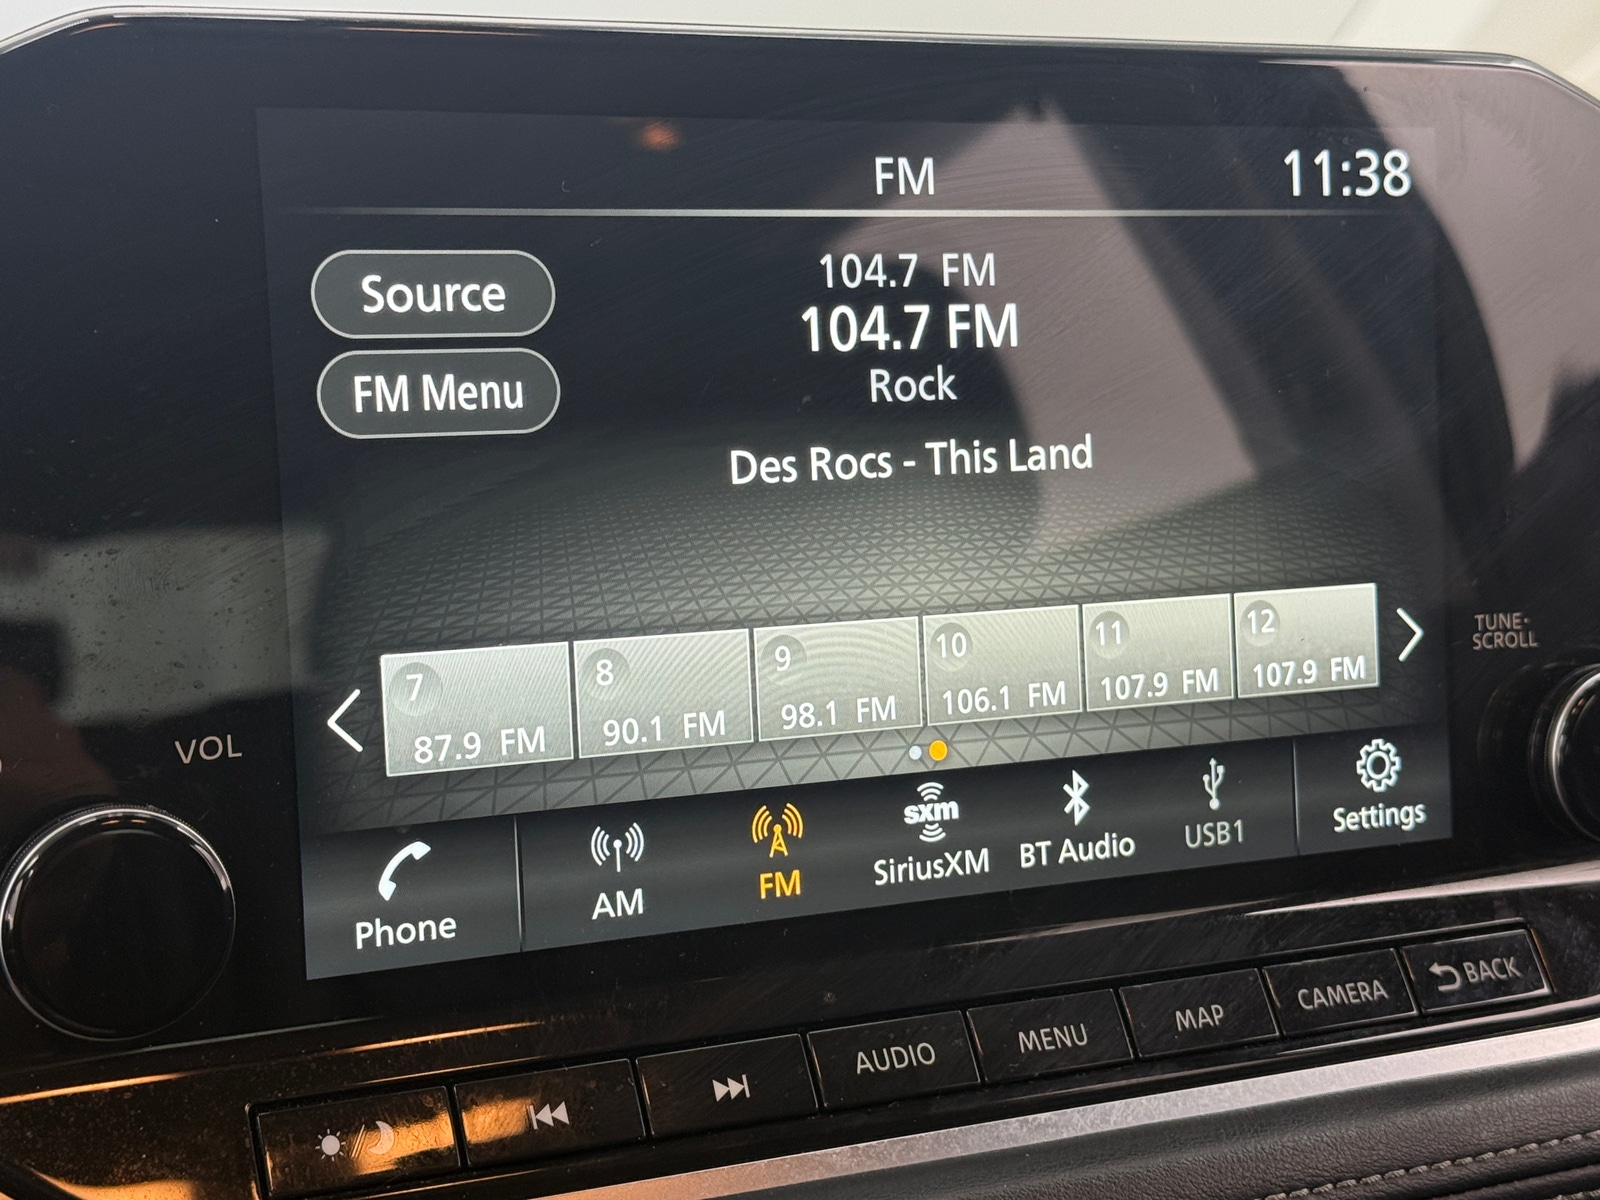 FM
11:38
Source
104.7 FM
104.7 FM
FM Menu
Rock
Des Rocs - This Land
7
87.9 FM
8
90.1 FM
9
98.1 FM
10
106.1 FM
11
107.9 FM
12
107.9 FM
TUNE·
SCROLL
VOL
Phone
AM
FM
sxm
SiriusXM
BT Audio
USB1
Settings
AUDIO
MENU
MAP
CAMERA
BACK